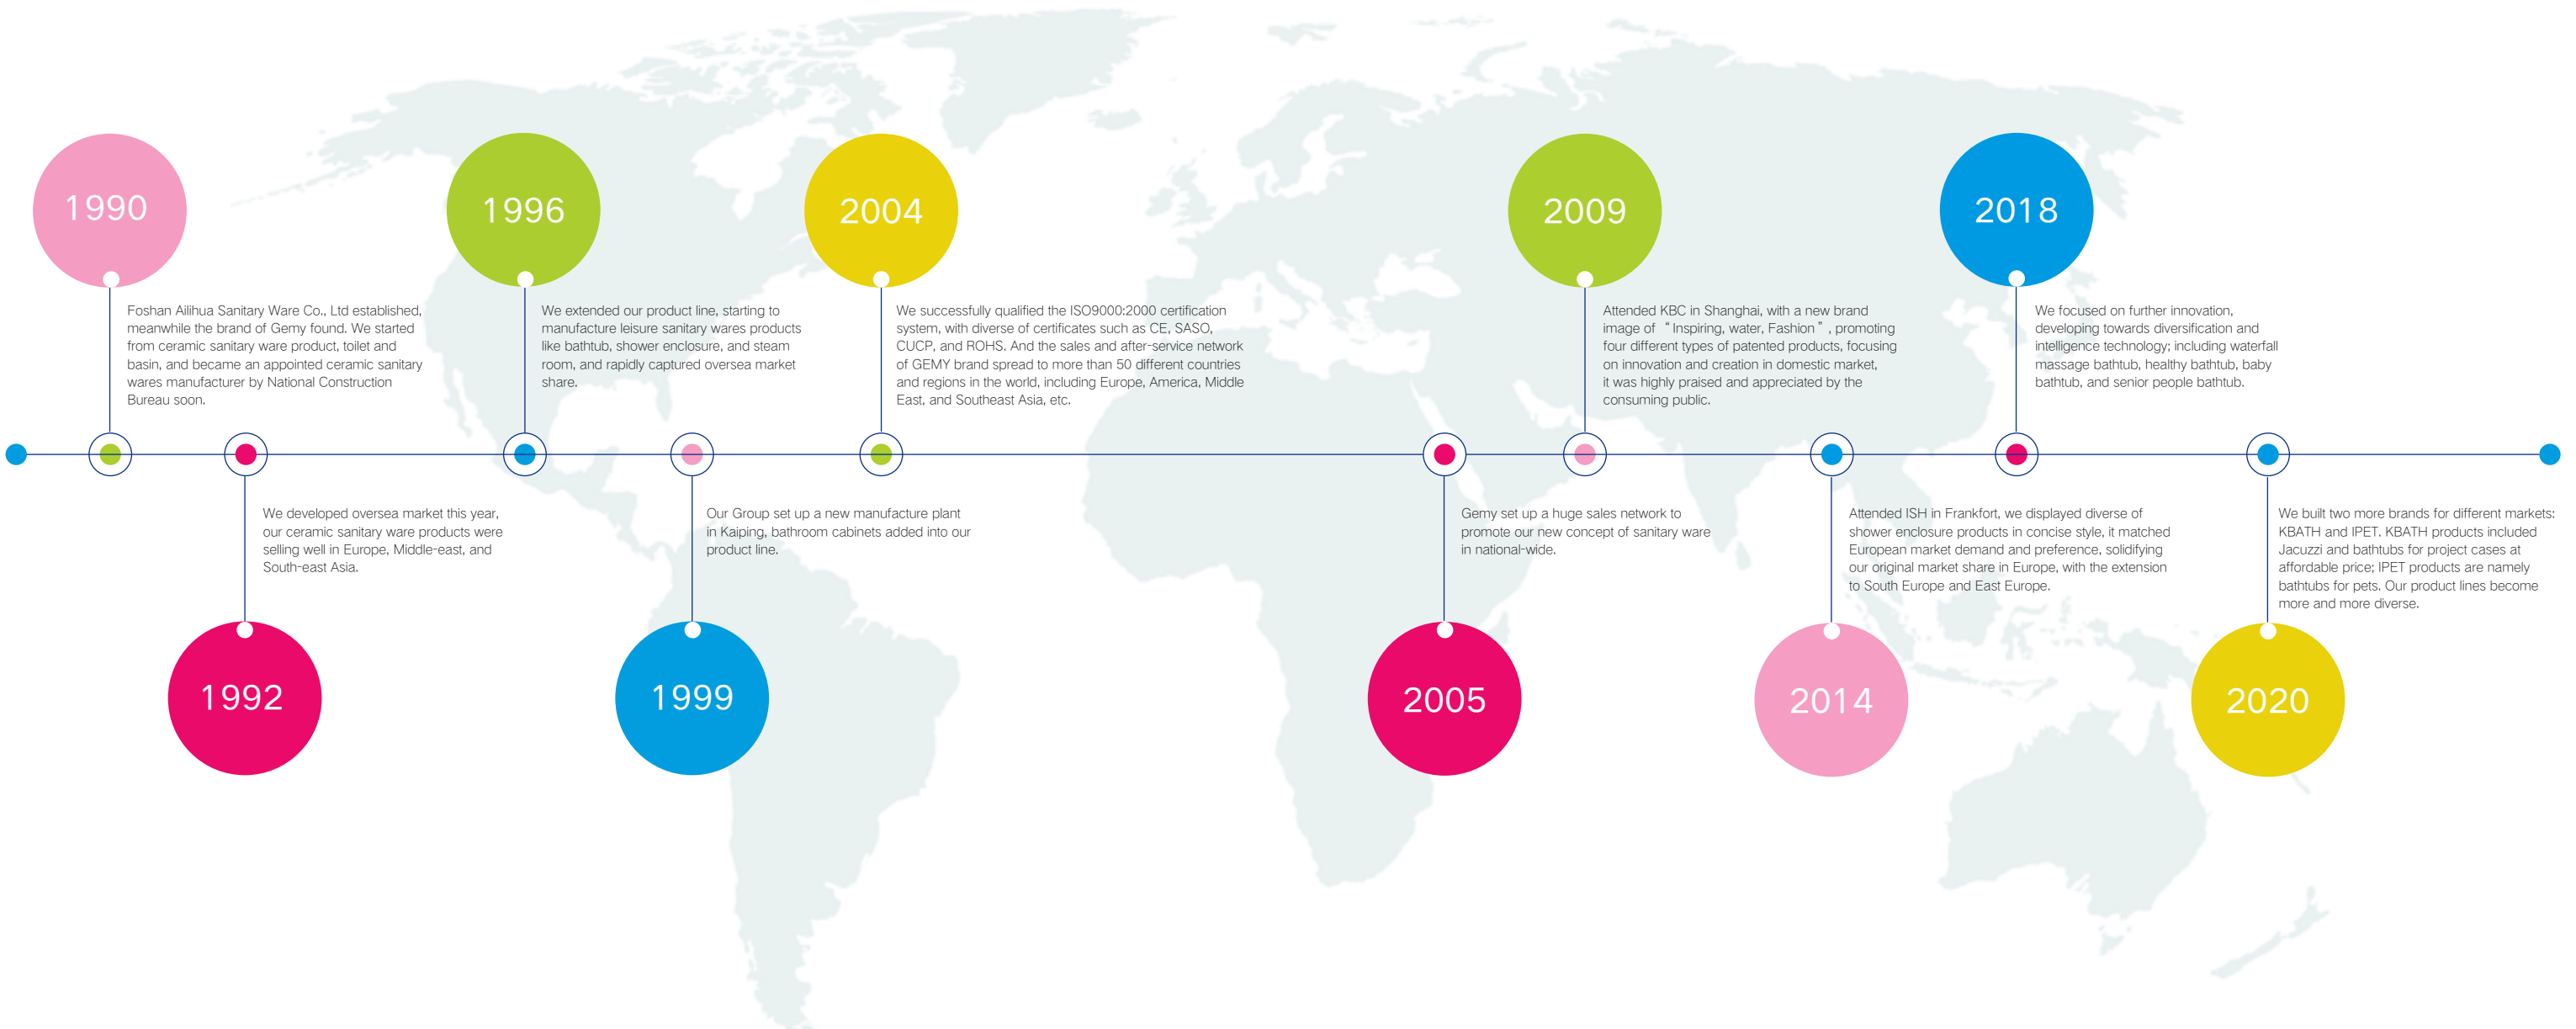 1990
Foshan Ailihua Sanitary Ware Co., Ltd established,
meanwhile the brand of Gemy found. We started
from ceramic sanitary ware product, toilet and
basin, and became an appointed ceramic sanitary
wares manufacturer by National Construction
Bureau soon.
1996
We extended our product line, starting to
manufacture leisure sanitary wares products
like bathtub, shower enclosure, and steam
room, and rapidly captured oversea market
share.
2004
We successfully qualified the ISO9000:2000 certification
system, with diverse of certificates such as CE, SASO,
CUCP, and ROHS. And the sales and after-service network
of GEMY brand spread to more than 50 different countries
and regions in the world, including Europe, America, Middle
East, and Southeast Asia, etc.
2009
Attended KBC in Shanghai, with a new brand
image of “Inspiring, water, Fashion”, promoting
four different types of patented products, focusing
on innovation and creation in domestic market,
it was highly praised and appreciated by the
consuming public.
2018
We focused on further innovation,
developing towards diversification and
intelligence technology; including waterfall
massage bathtub, healthy bathtub, baby
bathtub, and senior people bathtub.
We developed oversea market this year,
our ceramic sanitary ware products were
selling well in Europe, Middle-east, and
South-east Asia.
1992
Our Group set up a new manufacture plant
in Kaiping, bathroom cabinets added into our
product line.
1999
Gemy set up a huge sales network to
promote our new concept of sanitary ware
in national-wide.
2005
Attended ISH in Frankfort, we displayed diverse of
shower enclosure products in concise style, it matched
European market demand and preference, solidifying
our original market share in Europe, with the extension
to South Europe and East Europe.
2014
We built two more brands for different markets:
KBATH and IPET. KBATH products included
Jacuzzi and bathtubs for project cases at
affordable price; IPET products are namely
bathtubs for pets. Our product lines become
more and more diverse.
2020